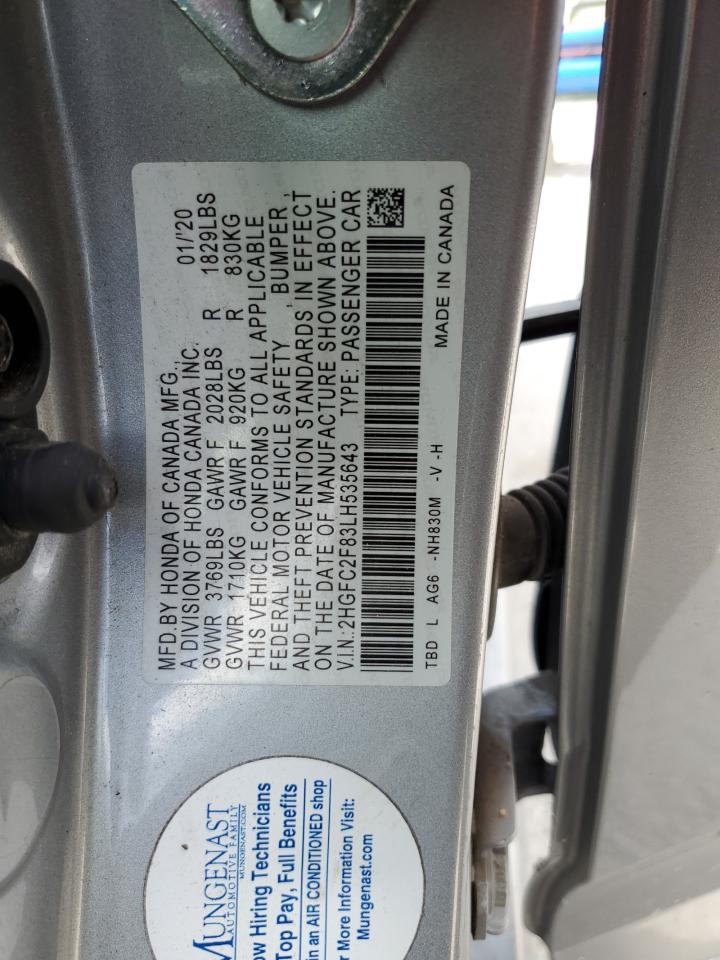 MFD.BY HONDA OF CANADA MFG.,
A DIVISION OF HONDA CANADA INC. 01/'20
GVWR 3769LBS GAWR F 2028LBS R 1829LBS
GVWR 1710KG GAWR F 920KG R 830KG
THIS VEHICLE CONFORMS TO ALL APPLICABLE
FEDERAL MOTOR VEHICLE SAFETY , BUMPER ,
AND THEFT PREVENTION STANDARDS IN EFFECT
ON THE DATE OF MANUFACTURE SHOWN ABOVE.
V.I.N.:2HGFC2F83LH535643 TYPE: PASSENGER CAR
TBD L AG6 -NH830M -V -H MADE IN CANADA
MUNGENAST
AUTOMOTIVE FAMILY
MUNGENAST.COM
Hiring Technicians
Top Pay, Full Benefits
in an AIR CONDITIONED shop
More Information Visit:
Mungenast.com